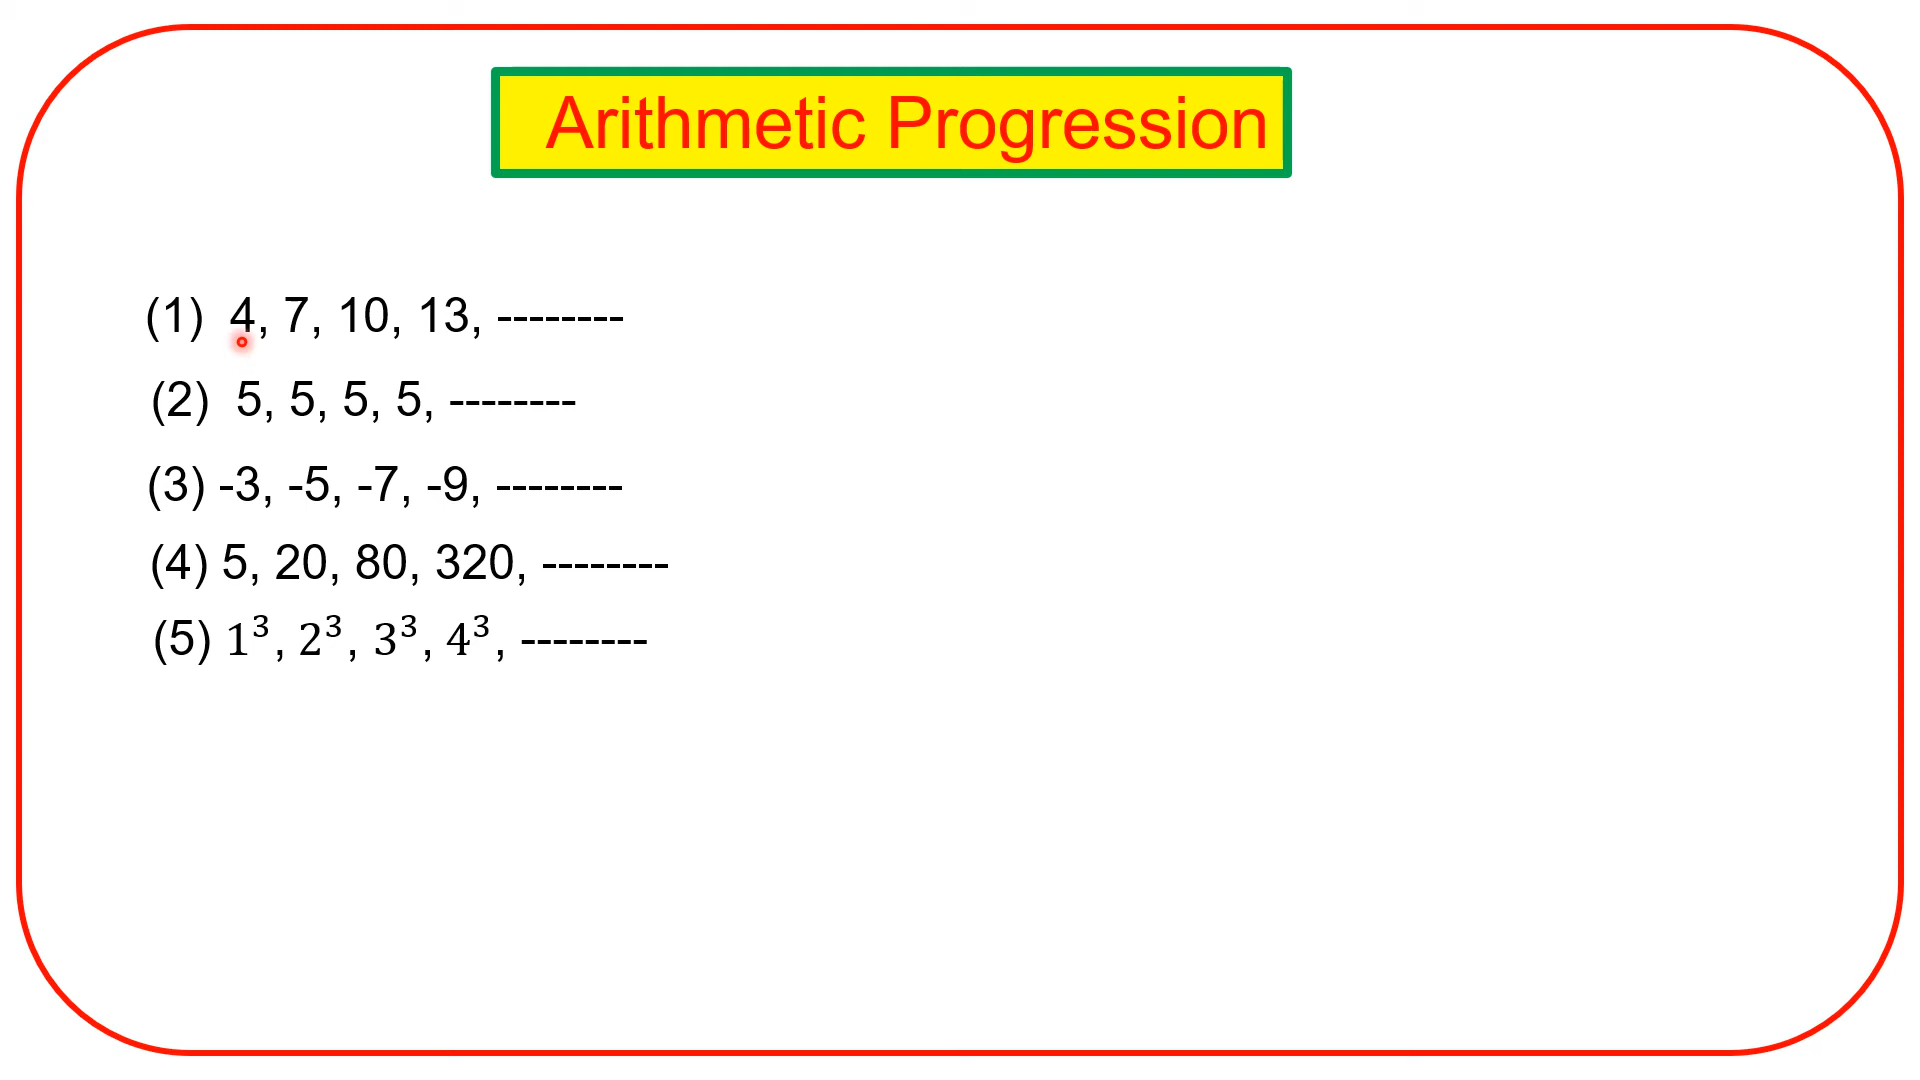 Arithmetic Progression
(1) 4, 7, 10, 13, --------
(2) 5, 5, 5, 5, --------
(3) -3, -5, -7, -9, --------
(4) 5, 20, 80, 320, --------
(5) 1³, 2³, 3³, 4³, --------